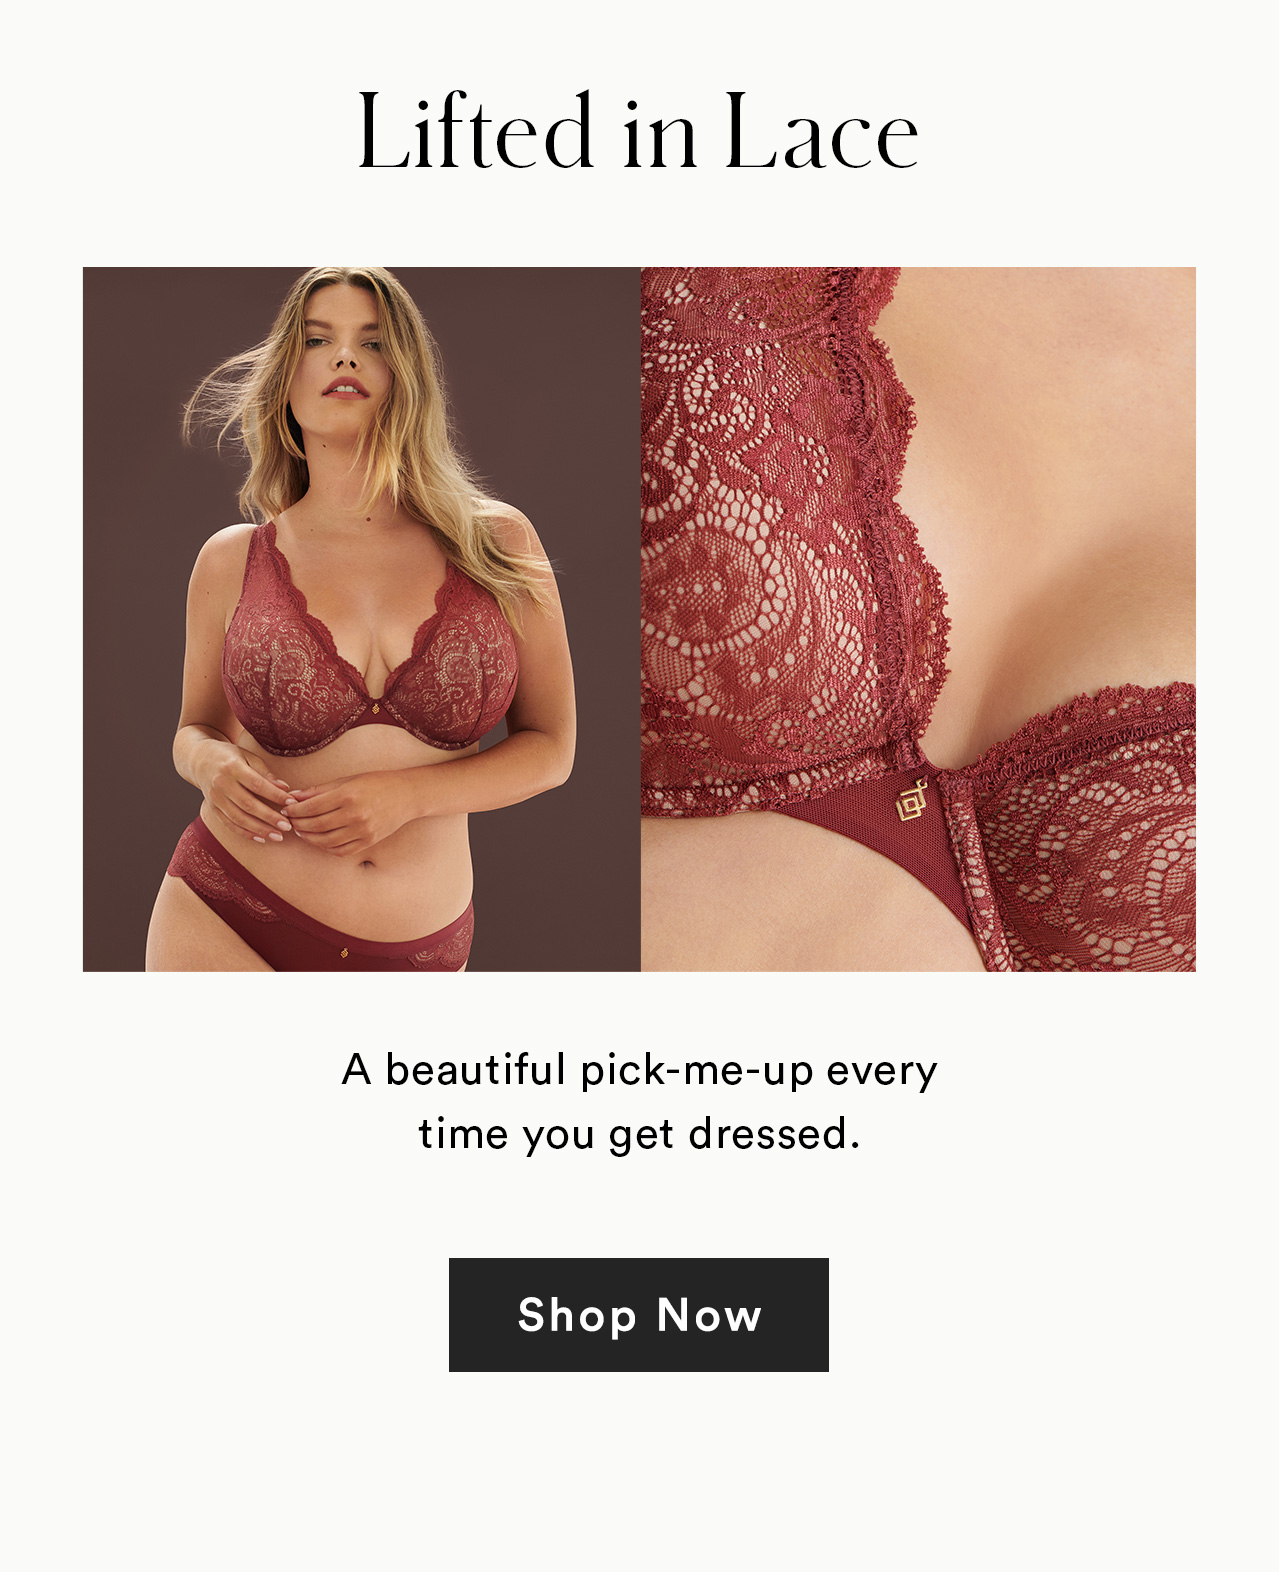 Lifted in Lace
A beautiful pick-me-up every
time you get dressed.
Shop Now